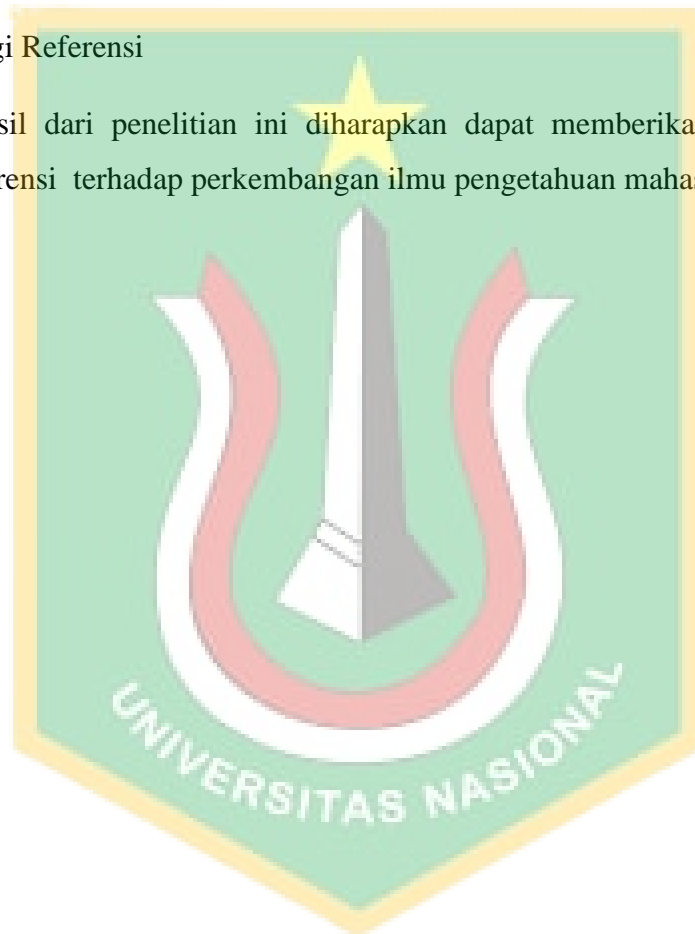 gi Referensi
sil dari penelitian ini diharapkan dapat memberika
rensi terhadap perkembangan ilmu pengetahuan maha
UNIVERSITAS NASIONAL